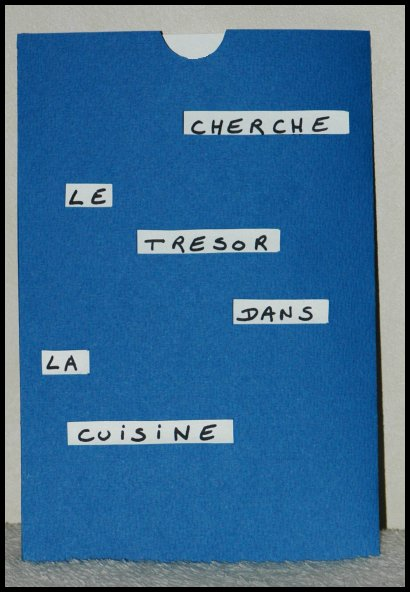 CHERCHE
LE
TRESOR
DANS
LA
CUiSiNE